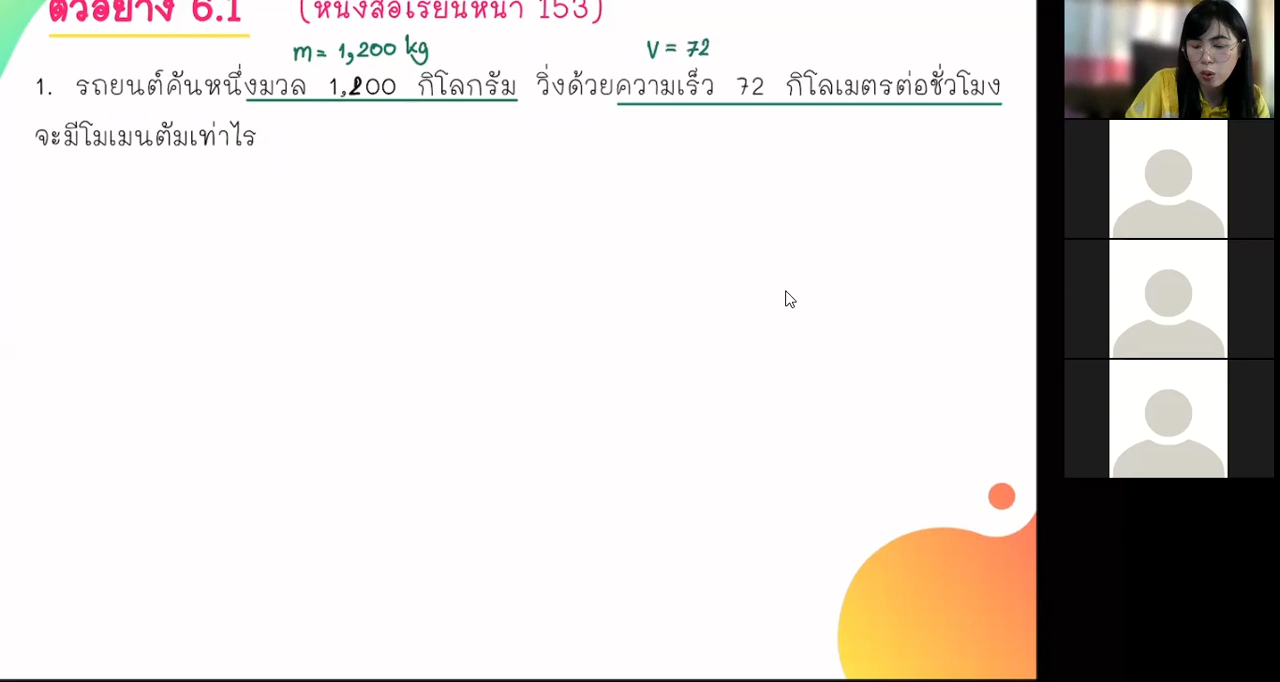 ตัวอย่าง 6.1 (หนังสือเรียนหน้า 153)
m = 1,200 kg V = 72
1. รถยนต์คันหนึ่งมวล 1,200 กิโลกรัม วิ่งด้วยความเร็ว 72 กิโลเมตรต่อชั่วโมง
จะมีโมเมนตัมเท่าไร